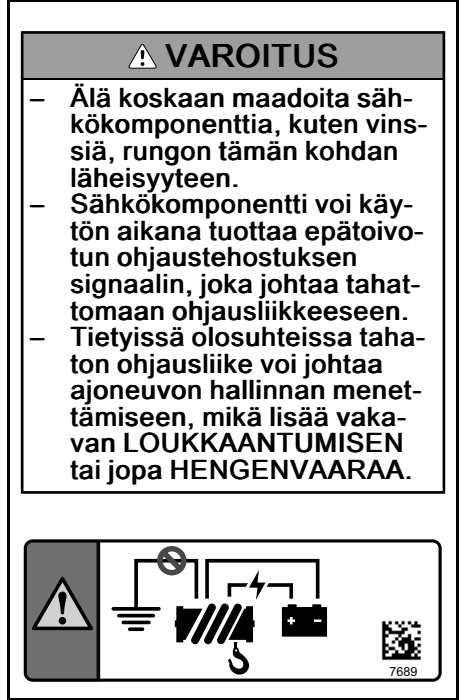 ⚠ VAROITUS
– Älä koskaan maadoita säh-
kökomponenttia, kuten vins-
siä, rungon tämän kohdan
läheisyyteen.
– Sähkökomponentti voi käy-
tön aikana tuottaa epätoivo-
tun ohjaustehostuksen
signaalin, joka johtaa tahat-
tomaan ohjausliikkeeseen.
– Tietyissä olosuhteissa taha-
ton ohjausliike voi johtaa
ajoneuvon hallinnan menet-
tämiseen, mikä lisää vaka-
van LOUKKAANTUMISEN
tai jopa HENGENVAARAA.
7689